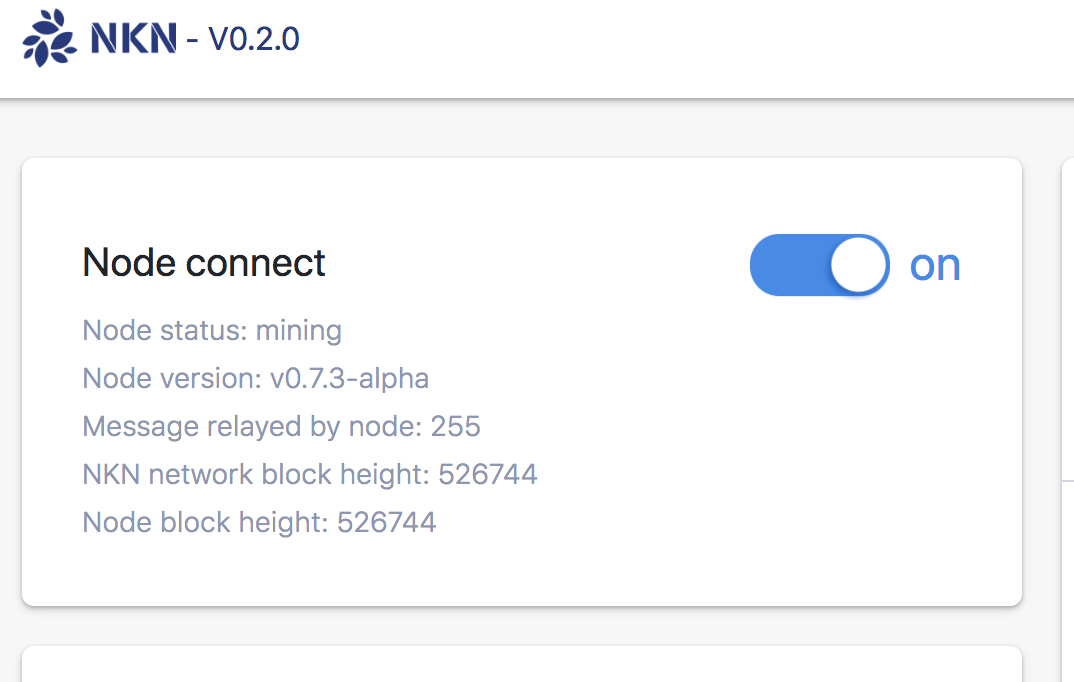 NKN - V0.2.0
Node connect on
Node status: mining
Node version: v0.7.3-alpha
Message relayed by node: 255
NKN network block height: 526744
Node block height: 526744